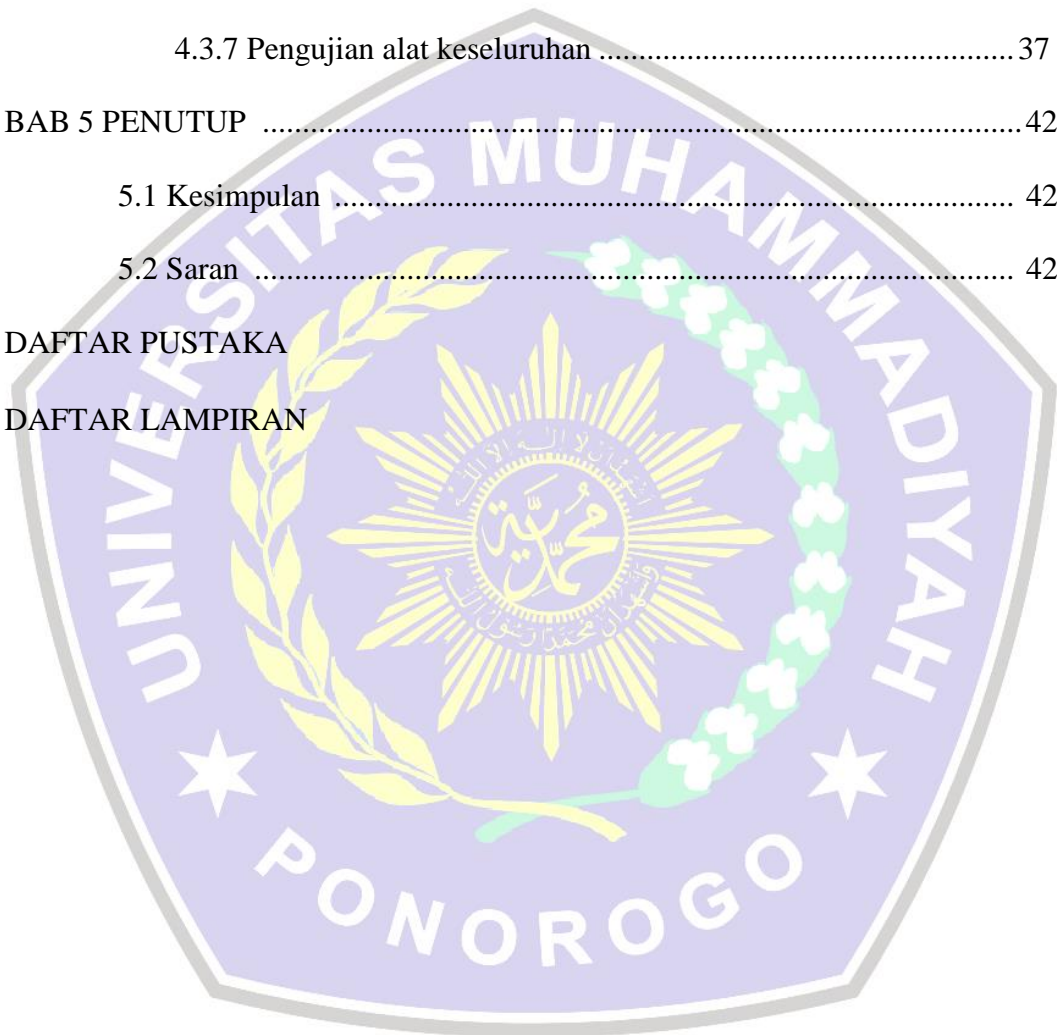 4.3.7 Pengujian alat keseluruhan .................................................... 37
BAB 5 PENUTUP ................................................................................................ 42
5.1 Kesimpulan ...................................................................................... 42
5.2 Saran ................................................................................................ 42
DAFTAR PUSTAKA
DAFTAR LAMPIRAN
UNIVERSITAS MUHAMMADIYAH
PONOROGO
محمدية